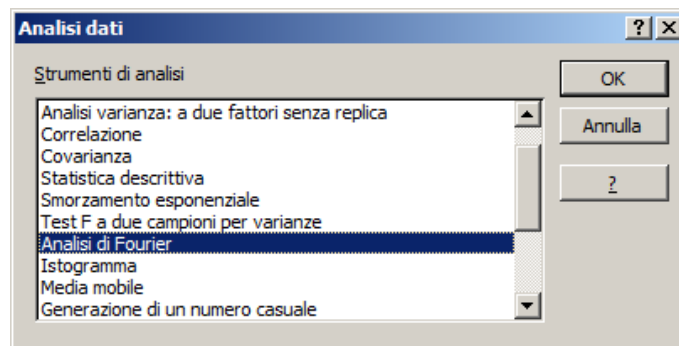 Analisi dati
Strumenti di analisi
Analisi varianza: a due fattori senza replica
Correlazione
Covarianza
Statistica descrittiva
Smorzamento esponenziale
Test F a due campioni per varianze
Analisi di Fourier
Istogramma
Media mobile
Generazione di un numero casuale
OK
Annulla
?